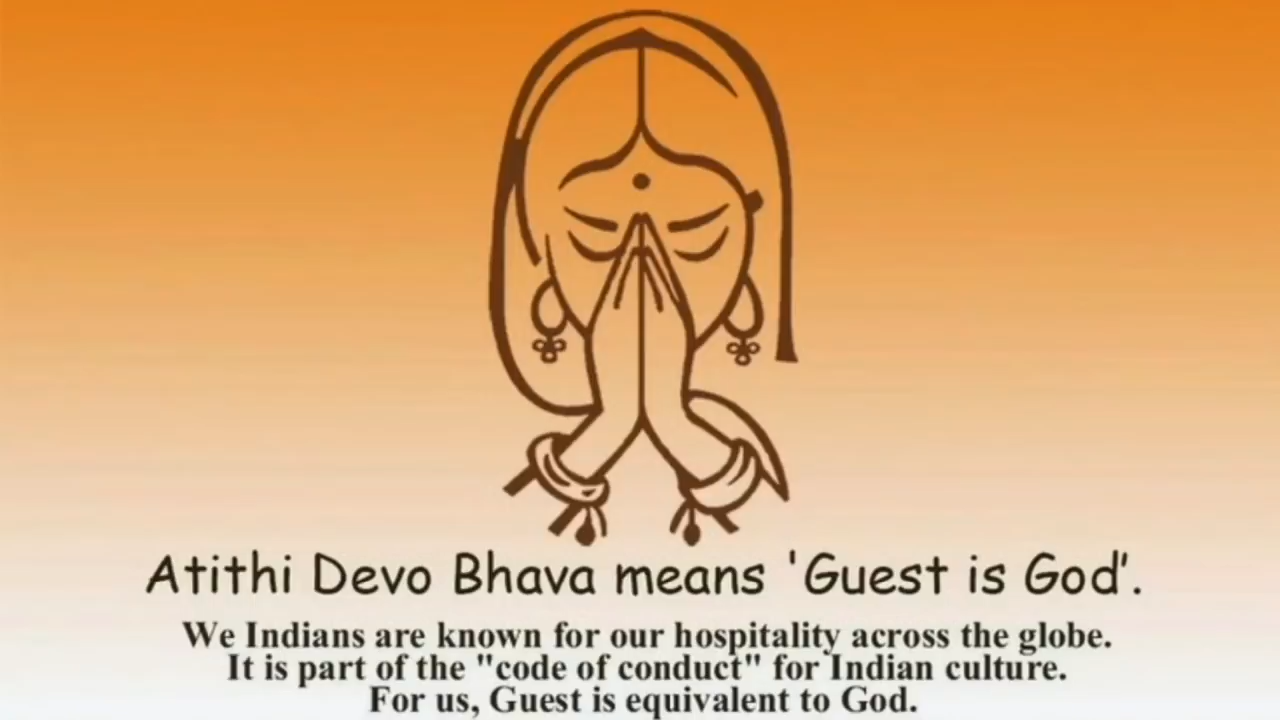 Atithi Devo Bhava means 'Guest is God'.
We Indians are known for our hospitality across the globe.
It is part of the "code of conduct" for Indian culture.
For us, Guest is equivalent to God.